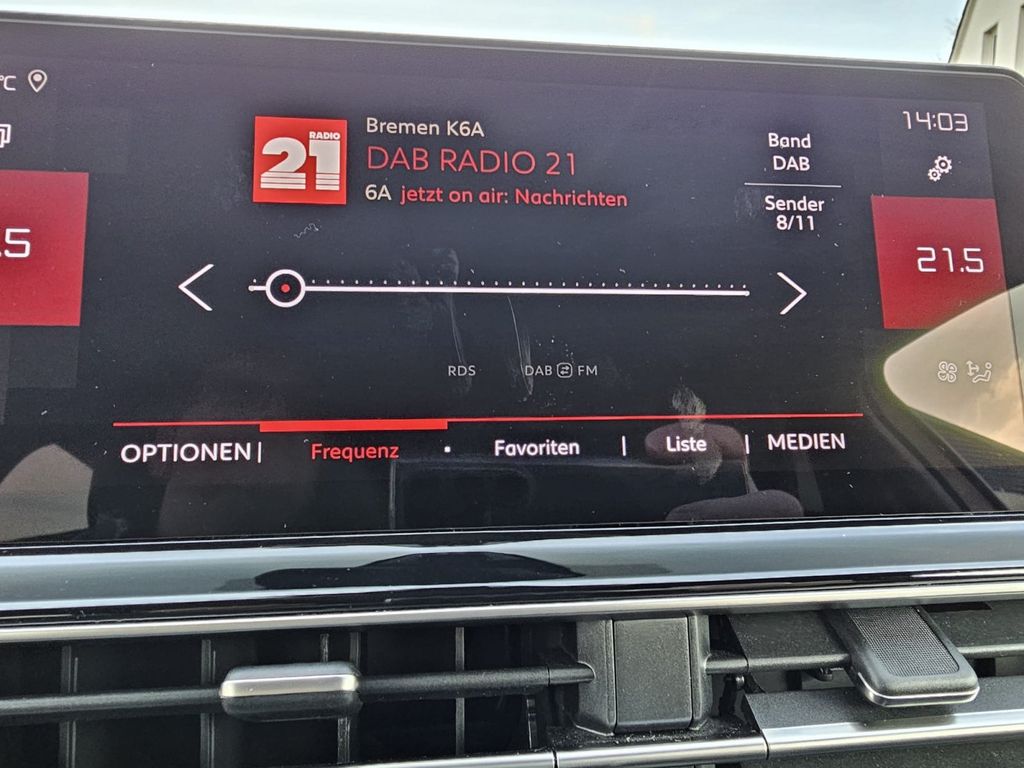 °C
14:03
RADIO
21
Bremen K6A
DAB RADIO 21
6A jetzt on air: Nachrichten
Band
DAB
Sender
8/11
.5
21.5
RDS
DAB FM
OPTIONEN | Frequenz • Favoriten | Liste | MEDIEN